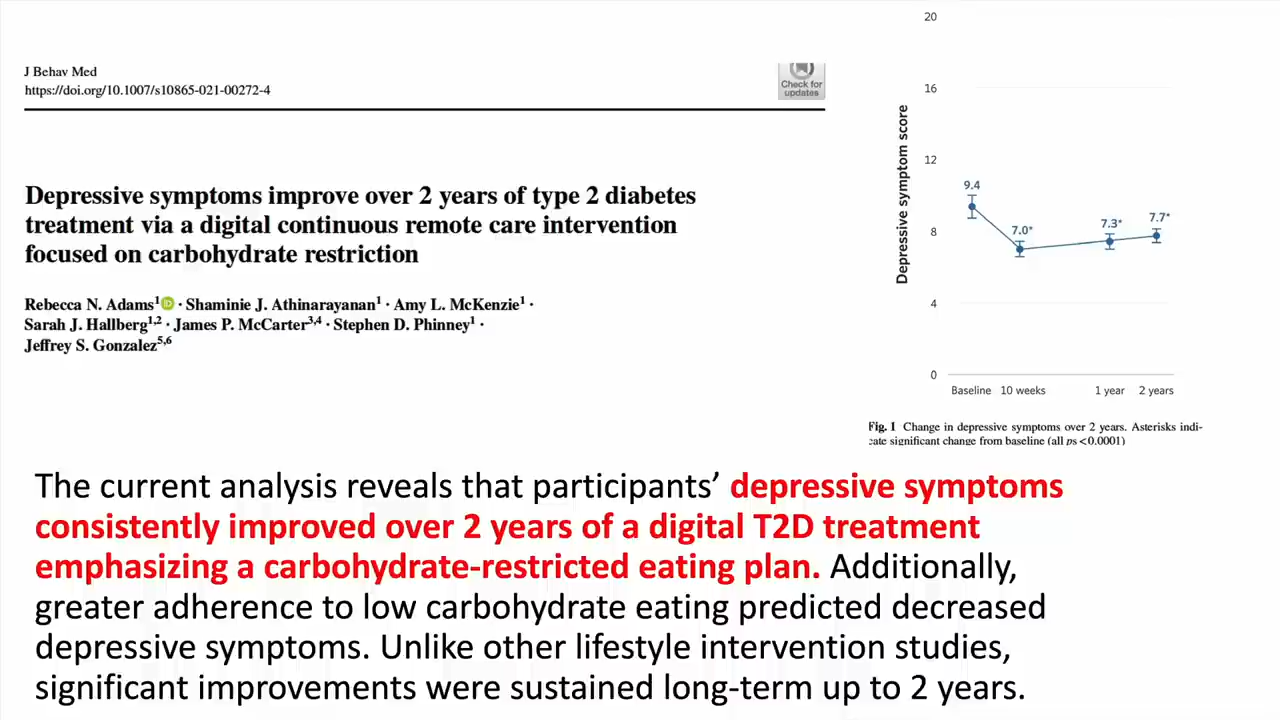 J Behav Med
https://doi.org/10.1007/s10865-021-00272-4
Check for
updates
Depressive symptoms improve over 2 years of type 2 diabetes
treatment via a digital continuous remote care intervention
focused on carbohydrate restriction
Rebecca N. Adams1 · Shaminie J. Athinarayanan1 · Amy L. McKenzie1 ·
Sarah J. Hallberg1,2 · James P. McCarter3,4 · Stephen D. Phinney1 ·
Jeffrey S. Gonzalez5,6
Depressive symptom score
20
16
12
8
4
0
9.4
7.0*
7.3*
7.7*
Baseline 10 weeks 1 year 2 years
Fig. 1 Change in depressive symptoms over 2 years. Asterisks indi-
cate significant change from baseline (all ps < 0.0001)
The current analysis reveals that participants’ depressive symptoms
consistently improved over 2 years of a digital T2D treatment
emphasizing a carbohydrate-restricted eating plan. Additionally,
greater adherence to low carbohydrate eating predicted decreased
depressive symptoms. Unlike other lifestyle intervention studies,
significant improvements were sustained long-term up to 2 years.